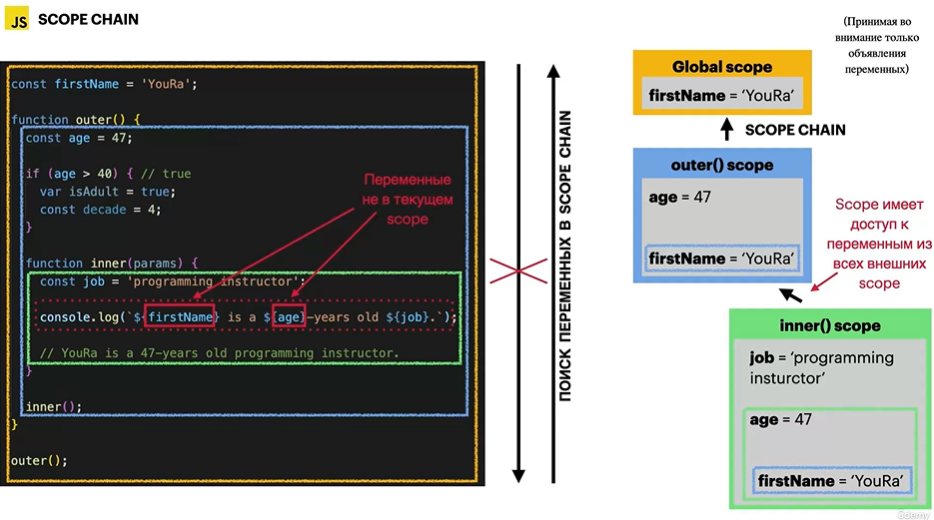 JS SCOPE CHAIN
(Принимая во
внимание только
объявления
переменных)
const firstName = 'YouRa';
function outer() {
const age = 47;
if (age > 40) { // true
var isAdult = true;
const decade = 4;
}
Переменные
не в текущем
scope
function inner(params) {
const job = 'programming instructor';
console.log(`${firstName} is a ${age}-years old ${job}.`);
// YouRa is a 47-years old programming instructor.
}
inner();
}
outer();
ПОИСК ПЕРЕМЕННЫХ В SCOPE CHAIN
Global scope
firstName = ‘YouRa’
SCOPE CHAIN
outer() scope
age = 47
firstName = ‘YouRa’
Scope имеет
доступ к
переменным из
всех внешних
scope
inner() scope
job = ‘programming
insturctor’
age = 47
firstName = ‘YouRa’
ûdemy